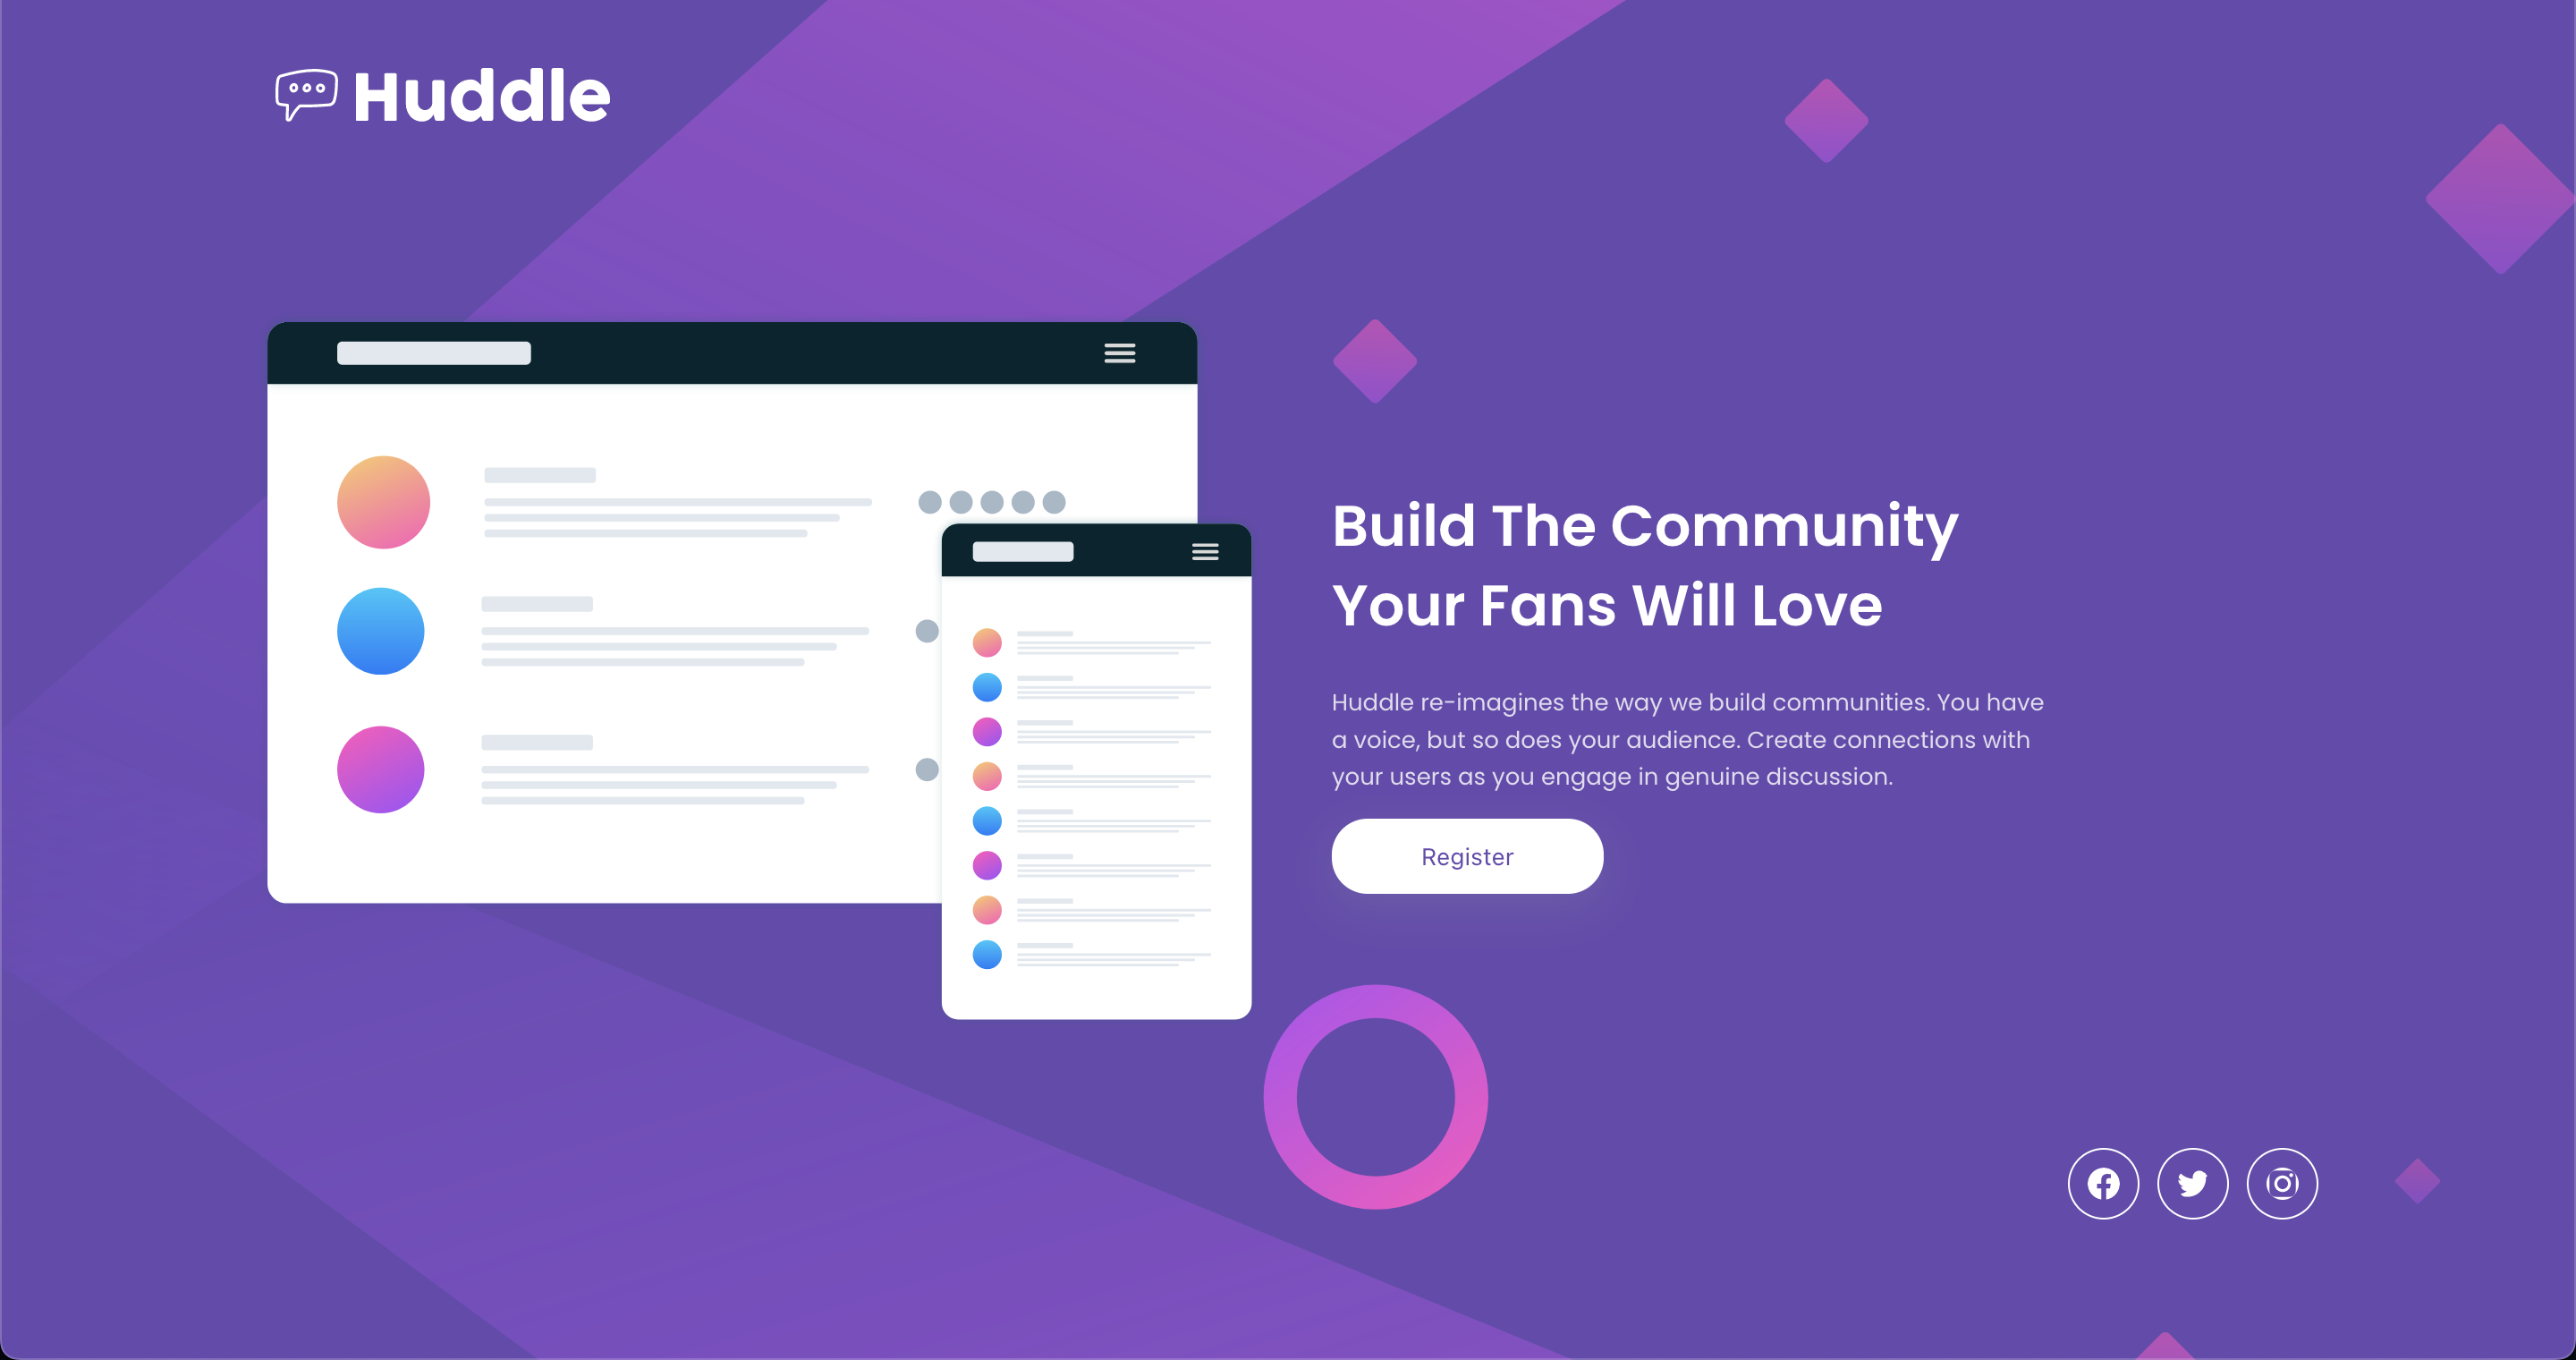 Huddle
Build The Community
Your Fans Will Love
Huddle re-imagines the way we build communities. You have
a voice, but so does your audience. Create connections with
your users as you engage in genuine discussion.
Register